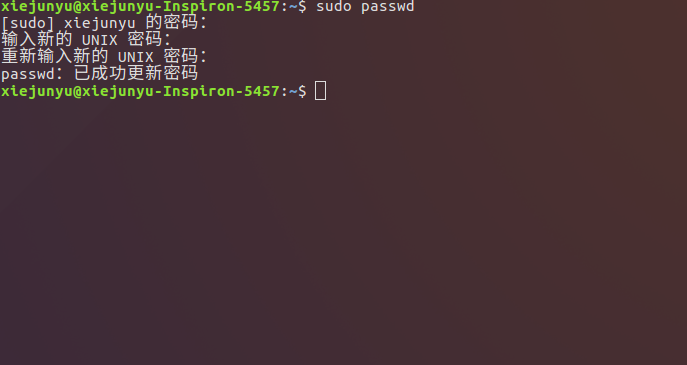 xiejunyu@xiejunyu-Inspiron-5457:~$ sudo passwd
[sudo] xiejunyu 的密码：
输入新的 UNIX 密码：
重新输入新的 UNIX 密码：
passwd：已成功更新密码
xiejunyu@xiejunyu-Inspiron-5457:~$